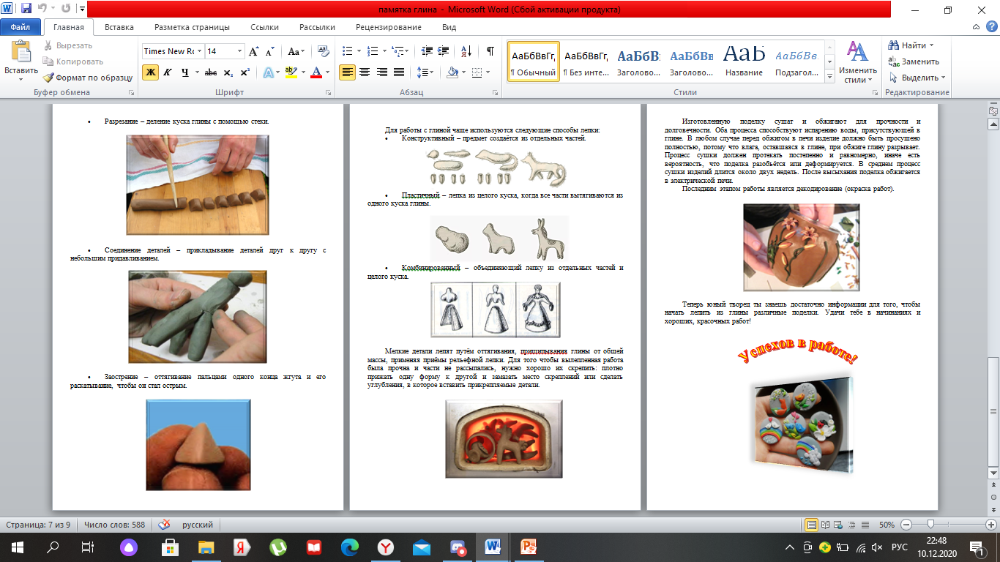 памятка глина - Microsoft Word (Сбой активации продукта)
Файл
Главная
Вставка
Разметка страницы
Ссылки
Рассылки
Рецензирование
Вид
Вставить
Вырезать
Копировать
Формат по образцу
Буфер обмена
Times New Ro
14
Ж К Ч abc x₂ x²
Шрифт
Абзац
АаБбВвГг,
¶ Обычный
АаБбВвГг,
¶ Без инте...
АаБбВ
Заголово...
АаБбВв
Заголово...
АаБ
Название
АаБбВв.
Подзагол...
Изменить
стили
Стили
Найти
Заменить
Выделить
Редактирование
• Разрезание – деление куска глины с помощью стеки.
• Соединение деталей – прикладывание деталей друг к другу с
небольшим придавливанием.
• Заострение – оттягивание пальцами одного конца жгута и его
раскатывание, чтобы он стал острым.
Для работы с глиной чаще используются следующие способы лепки:
• Конструктивный – предмет создаётся из отдельных частей.
• Пластичный – лепка из целого куска, когда все части вытягиваются из
одного куска глины.
• Комбинированный – объединяющий лепку из отдельных частей и
целого куска.
Мелкие детали лепят путём оттягивания, прищидывания глины от общей
массы, применяя приёмы рельефной лепки. Для того чтобы вылепленная работа
была прочна и части не рассыпались, нужно хорошо их скрепить: плотно
прижать одну форму к другой и замазать место скреплений или сделать
углубления, в которое вставить прикрепляемые детали.
Изготовленную поделку сушат и обжигают для прочности и
долговечности. Оба процесса способствуют испарению воды, присутствующей в
глине. В любом случае перед обжигом в печи изделие должно быть просушено
полностью, потому что влага, оставшаяся в глине, при обжиге глину разрывает.
Процесс сушки должен протекать постепенно и равномерно, иначе есть
вероятность, что поделка разобьётся или деформируется. В среднем процесс
сушки изделий длится около двух недель. После высыхания поделка обжигается
в электрической печи.
Последним этапом работы является декодирование (окраска работ).
Теперь юный творец ты знаешь достаточно информации для того, чтобы
начать лепить из глины различные поделки. Удачи тебе в начинаниях и
хороших, красочных работ!
Успехов в работе!
Страница: 7 из 9
Число слов: 588
русский
50%
РУС
22:48
10.12.2020
1